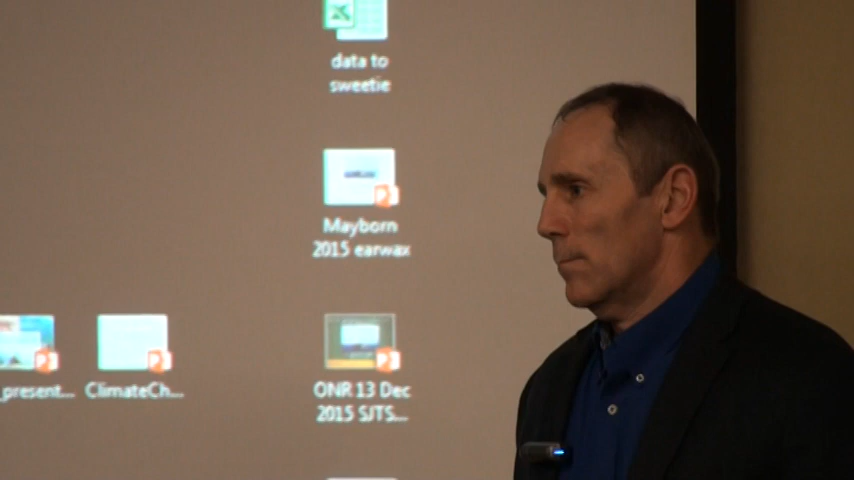 data to
sweetie
Mayborn
2015 earwax
_present...
ClimateCh...
ONR 13 Dec
2015 SJTS...